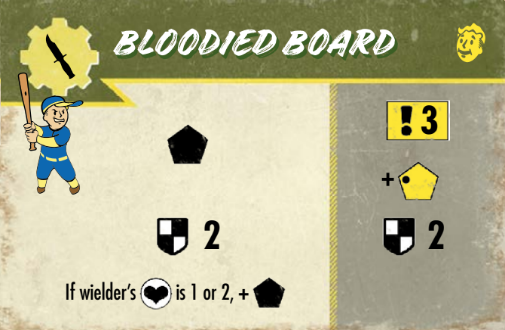 BLOODIED BOARD
! 3
+
2
2
If wielder's is 1 or 2, +